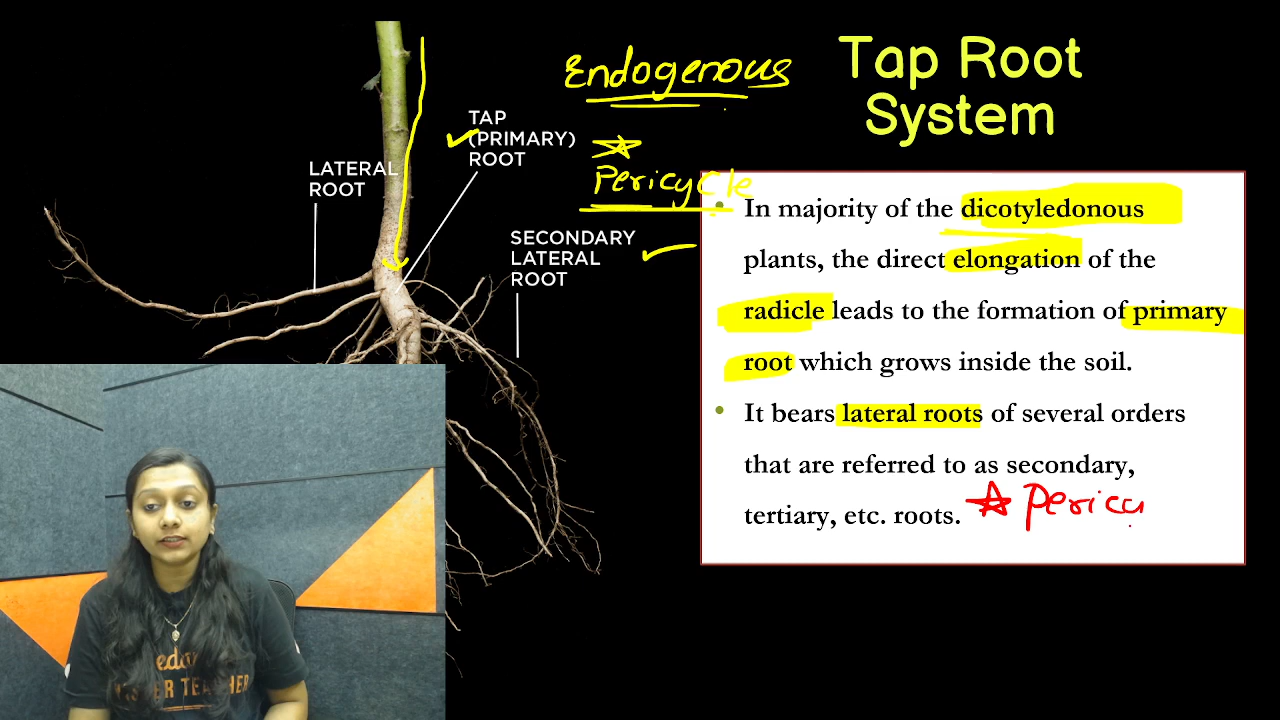 Tap Root
System
Endogenous
Pericycle
TAP
(PRIMARY)
ROOT
LATERAL
ROOT
SECONDARY
LATERAL
ROOT
• In majority of the dicotyledonous
plants, the direct elongation of the
radicle leads to the formation of primary
root which grows inside the soil.
• It bears lateral roots of several orders
that are referred to as secondary,
tertiary, etc. roots.
Pericy
TEACHER